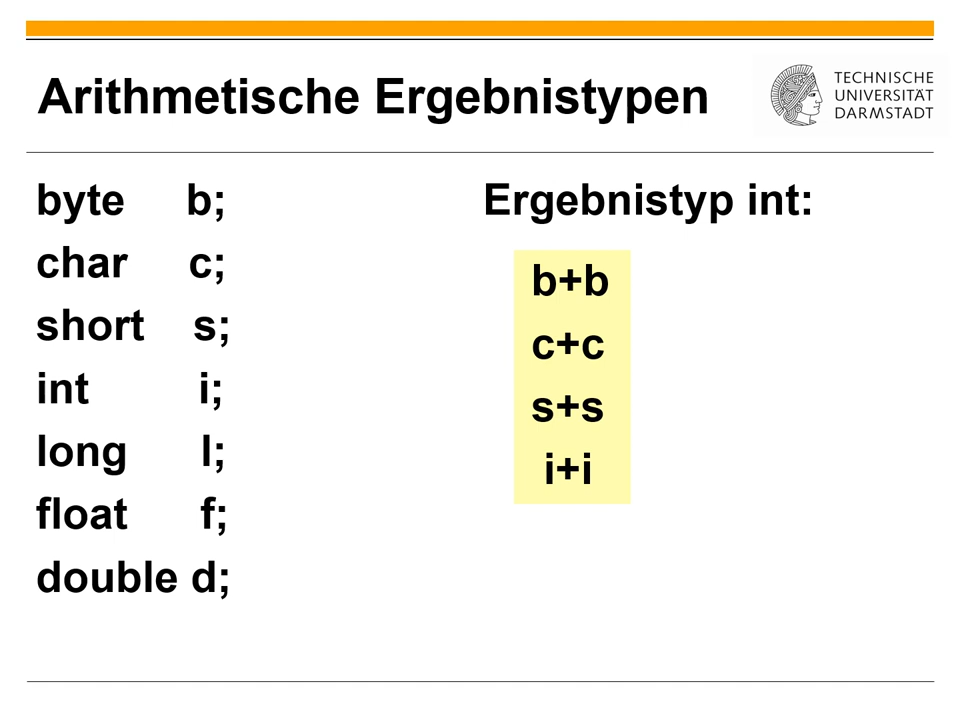 Arithmetische Ergebnistypen
TECHNISCHE
UNIVERSITÄT
DARMSTADT
byte b;
char c;
short s;
int i;
long l;
float f;
double d;
Ergebnistyp int:
b+b
c+c
s+s
i+i